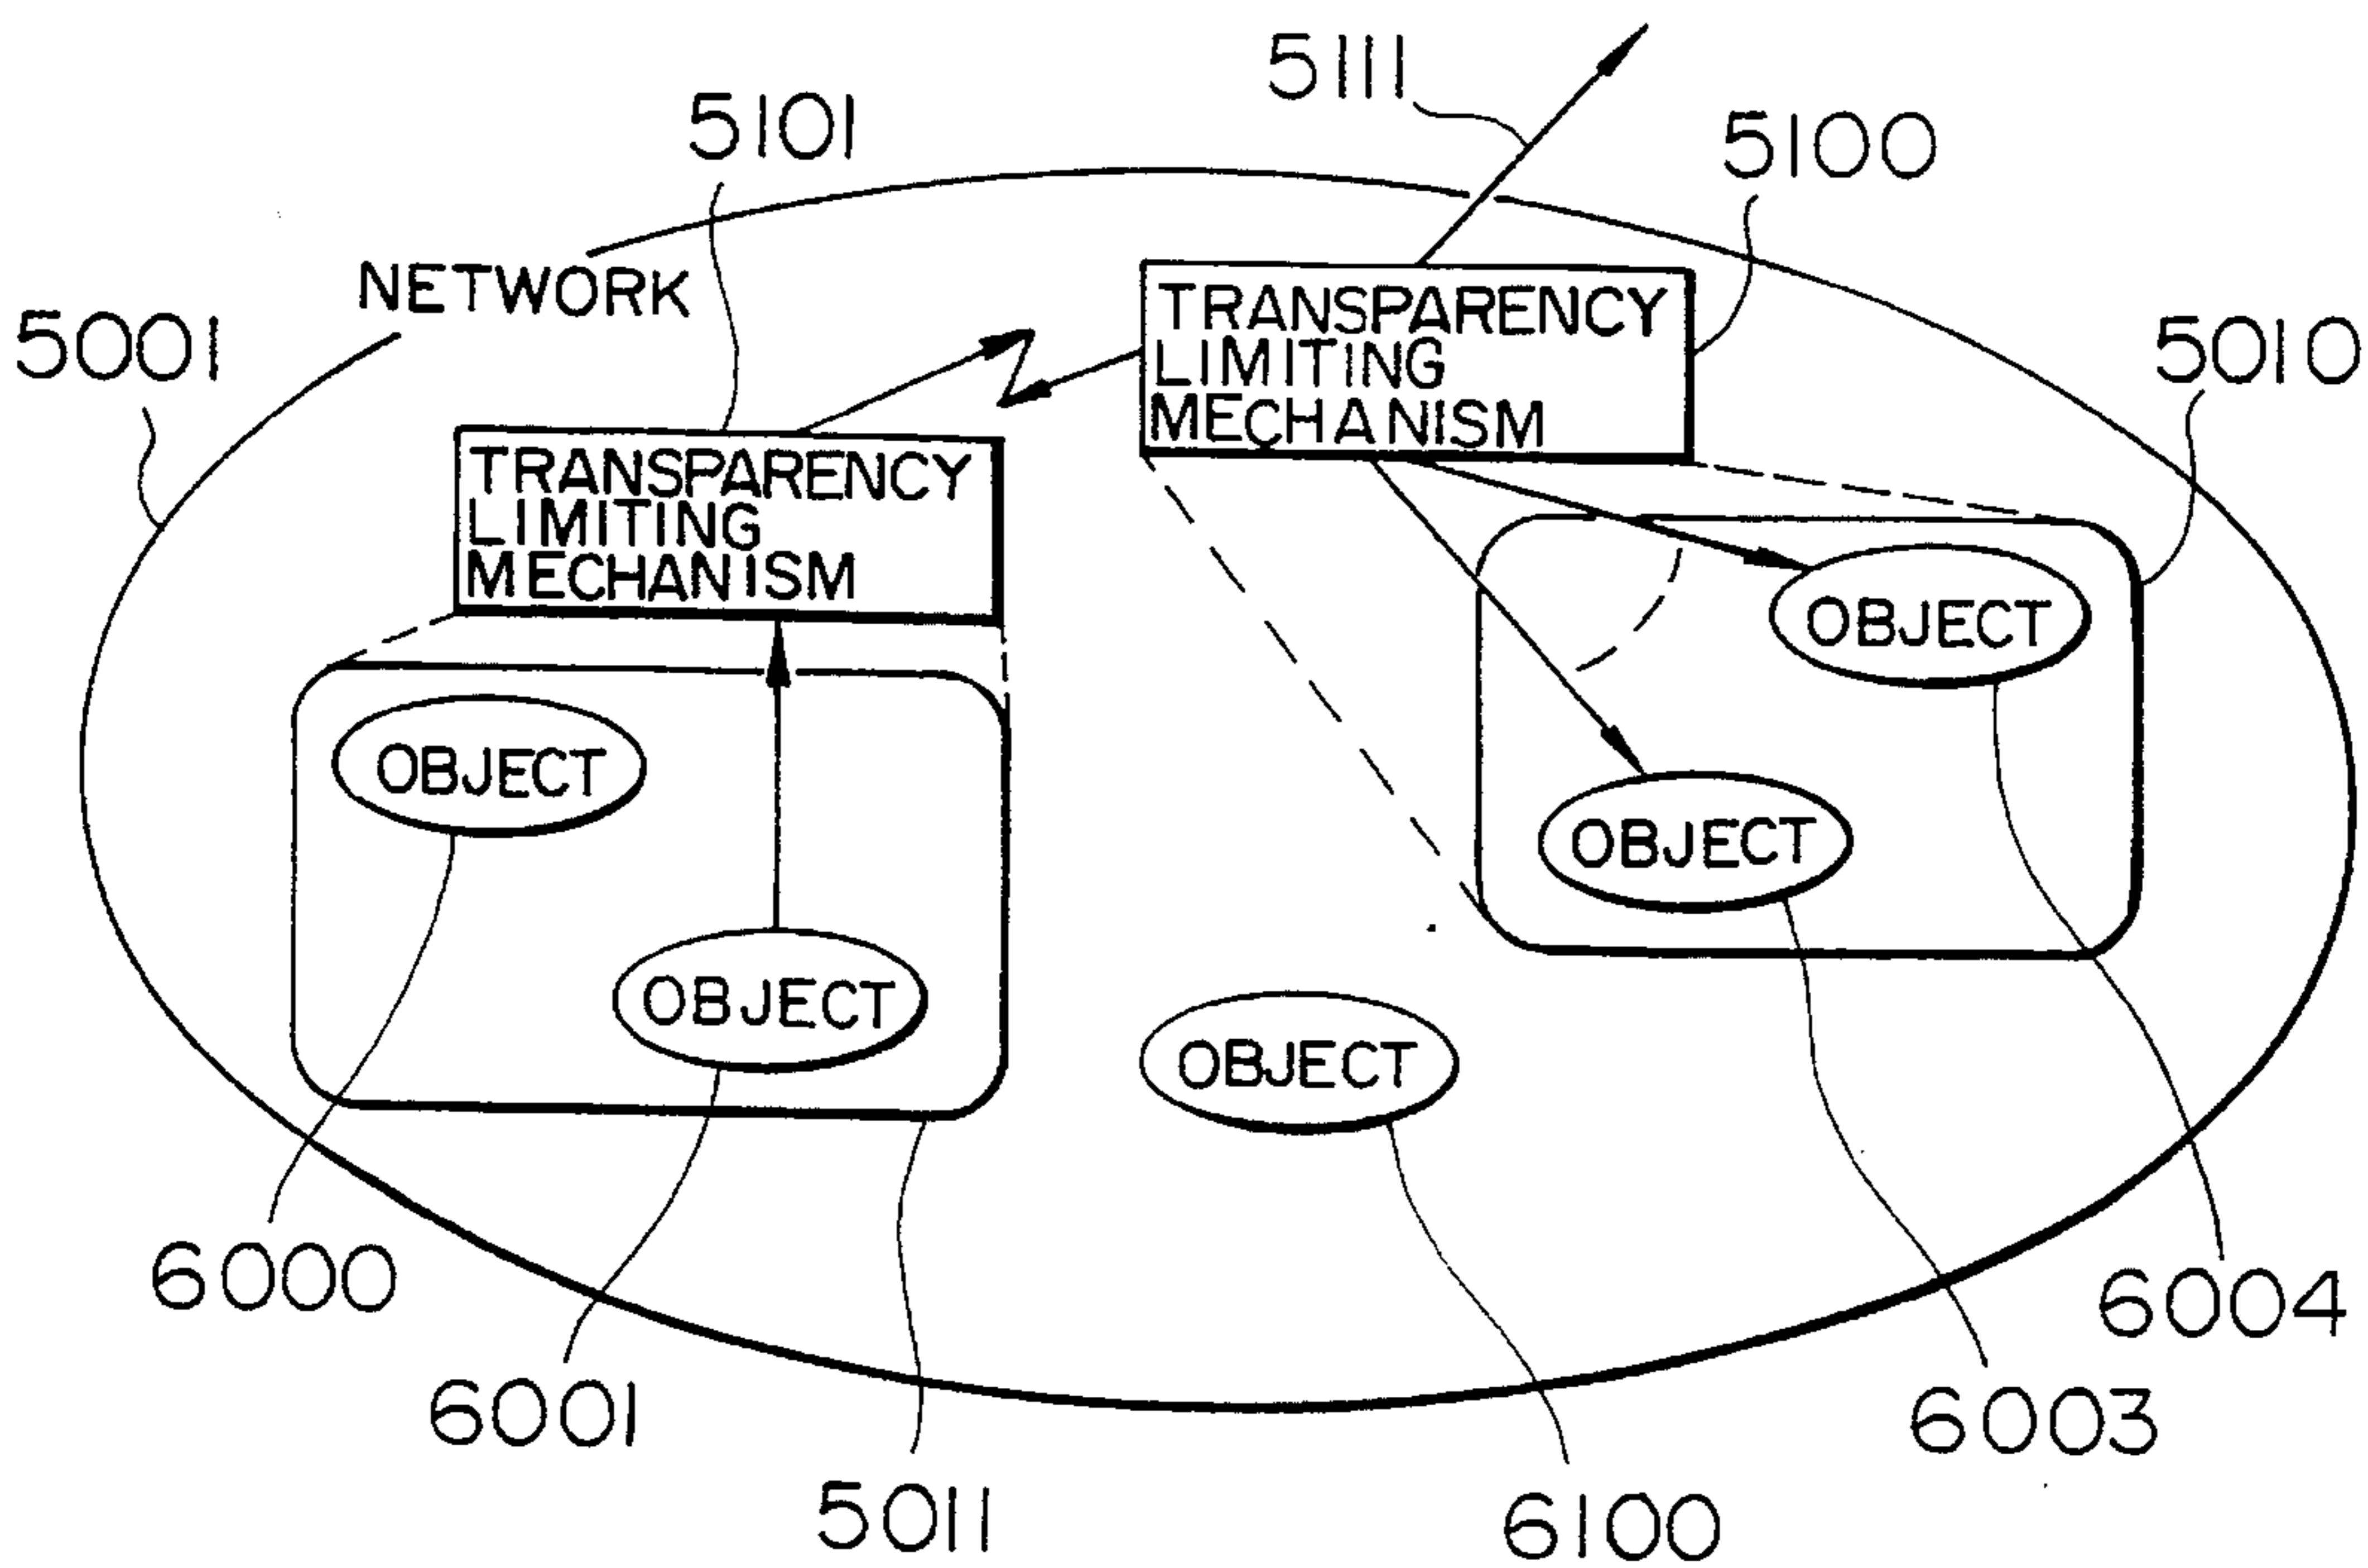 5111
5101
5100
NETWORK
5001
TRANSPARENCY
LIMITING
MECHANISM
5010
TRANSPARENCY
LIMITING
MECHANISM
OBJECT
OBJECT
OBJECT
OBJECT
OBJECT
6000
6004
6001
6003
5011
6100